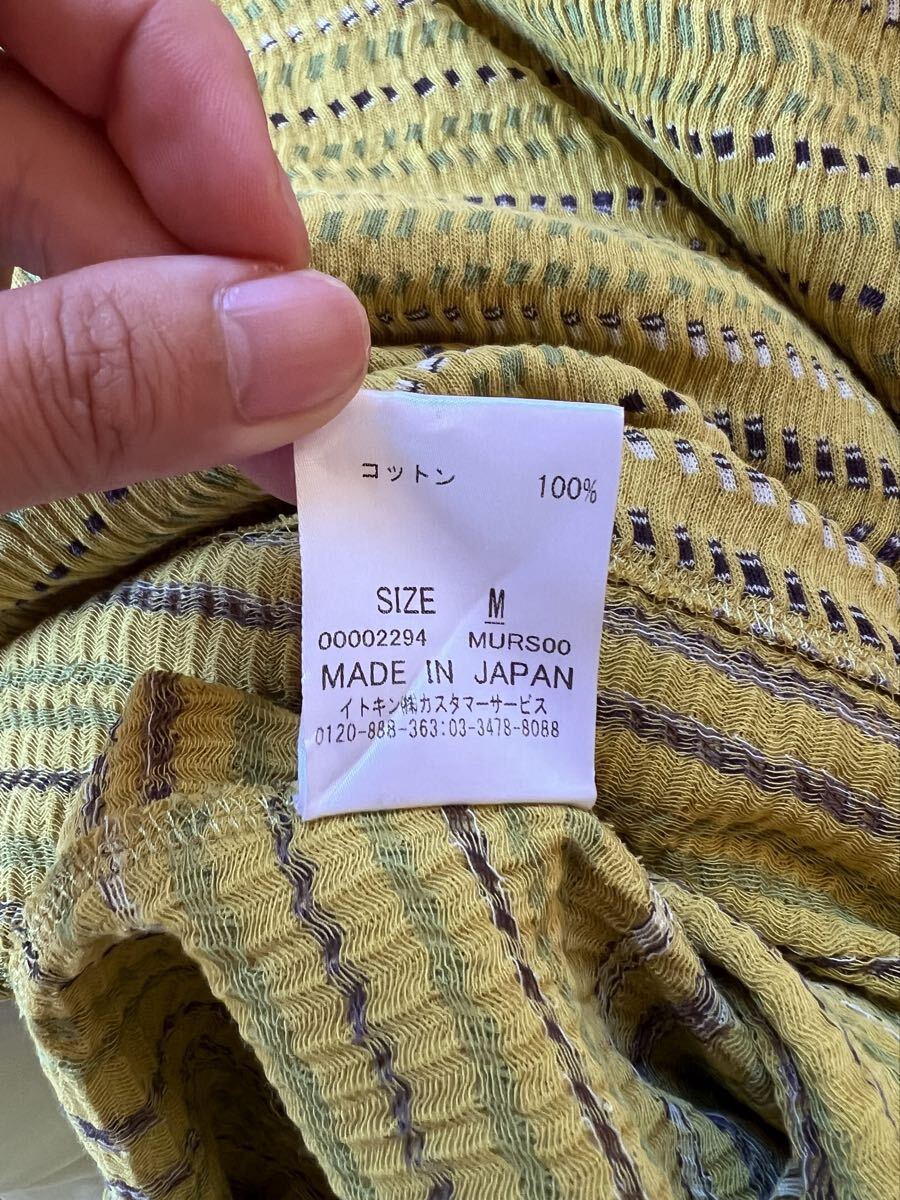 コットン 100%
SIZE M
00002294 MURS00
MADE IN JAPAN
イトキン㈱カスタマーサービス
0120-888-363:03-3478-8088